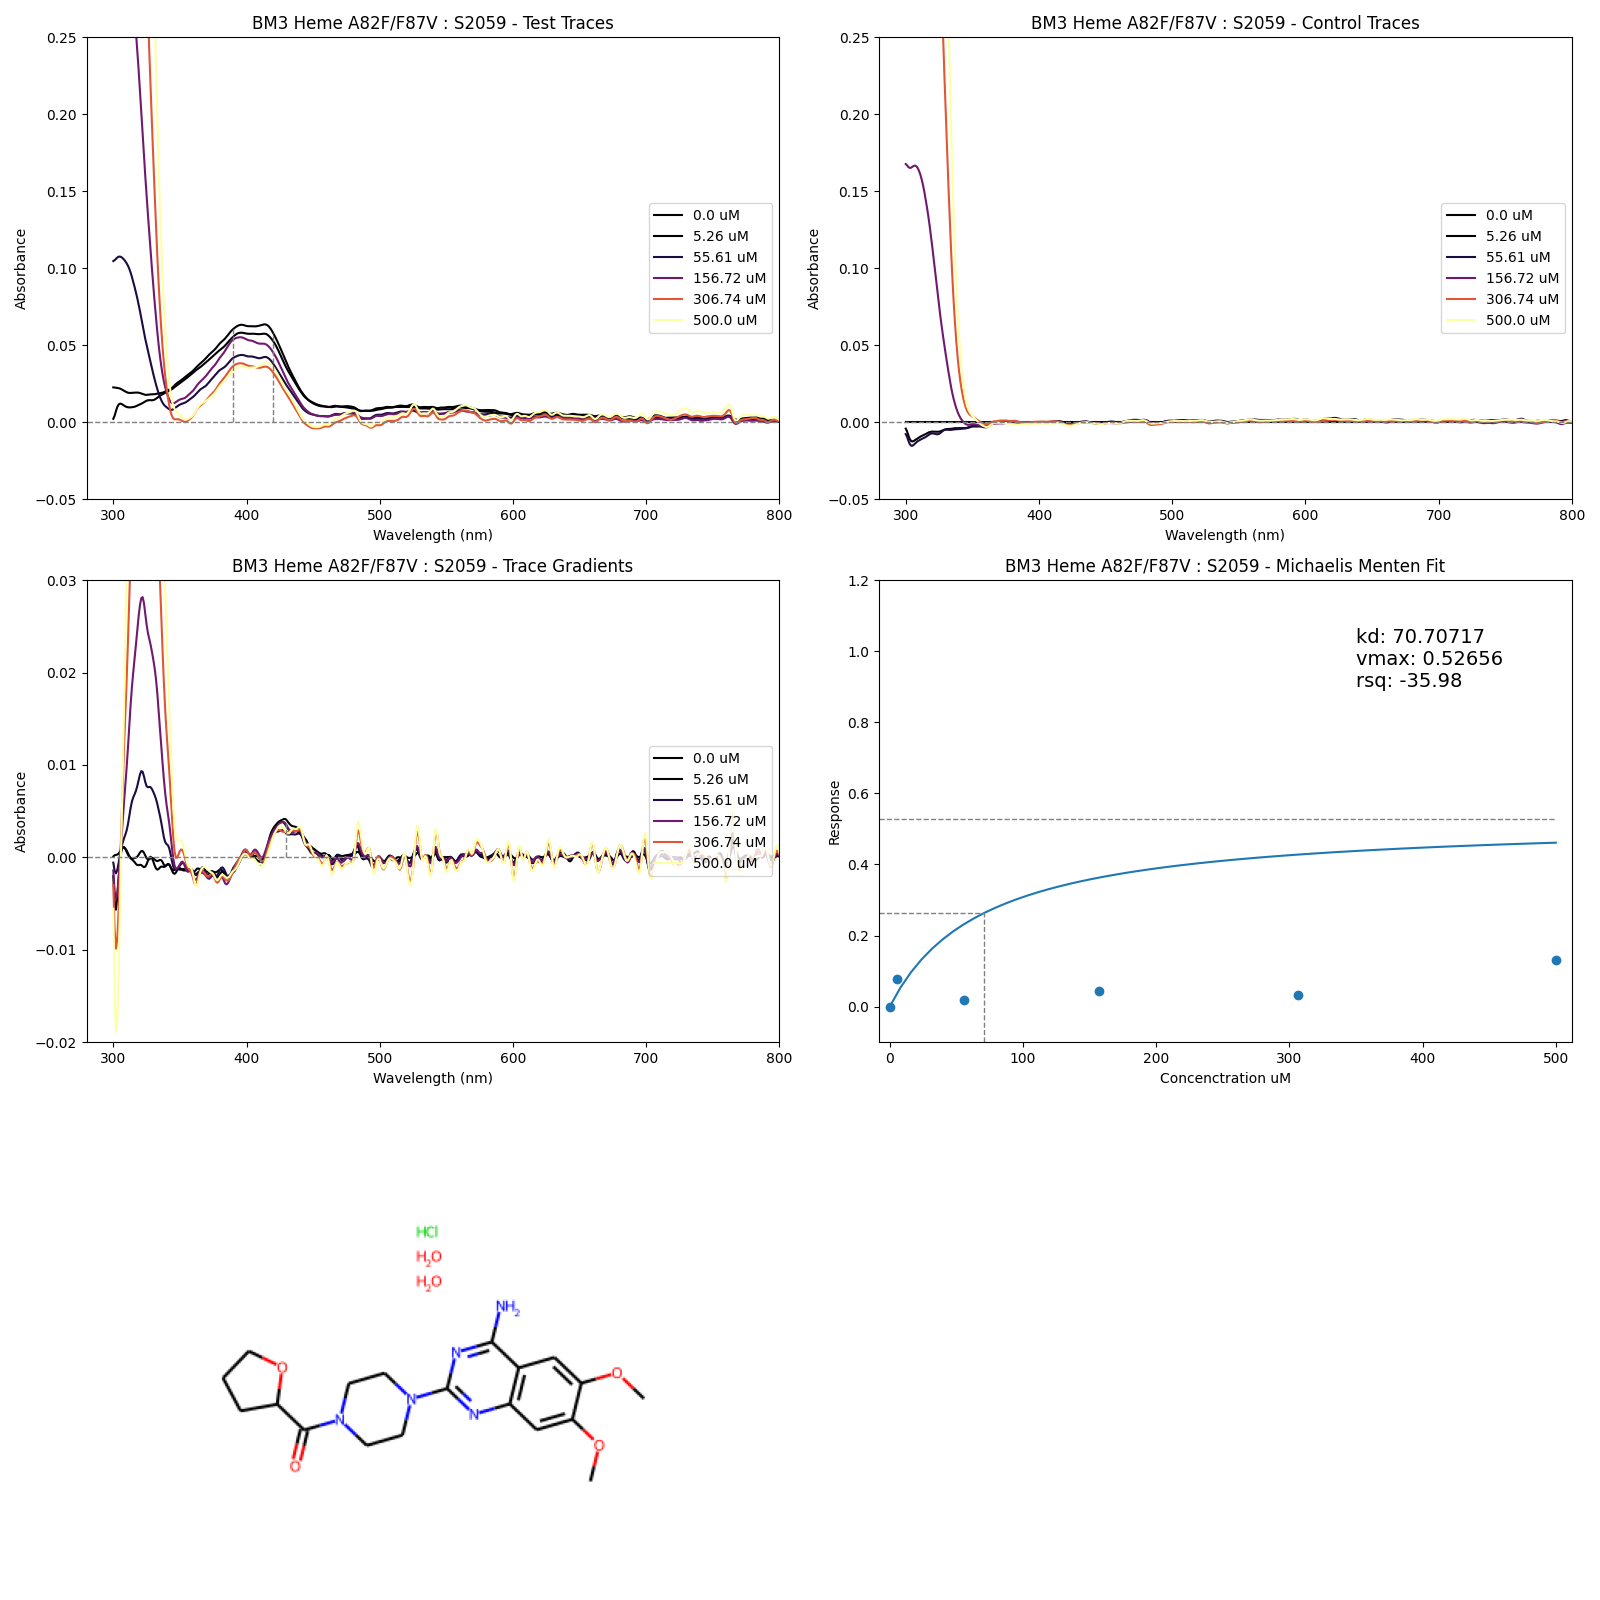 BM3 Heme A82F/F87V : S2059 - Test Traces
0.25
0.20
0.15
0.10
0.05
0.00
−0.05
Absorbance
0.0 uM
5.26 uM
55.61 uM
156.72 uM
306.74 uM
500.0 uM
300 400 500 600 700 800
Wavelength (nm)
BM3 Heme A82F/F87V : S2059 - Control Traces
0.25
0.20
0.15
0.10
0.05
0.00
−0.05
Absorbance
0.0 uM
5.26 uM
55.61 uM
156.72 uM
306.74 uM
500.0 uM
300 400 500 600 700 800
Wavelength (nm)
BM3 Heme A82F/F87V : S2059 - Trace Gradients
0.03
0.02
0.01
0.00
−0.01
−0.02
Absorbance
0.0 uM
5.26 uM
55.61 uM
156.72 uM
306.74 uM
500.0 uM
300 400 500 600 700 800
Wavelength (nm)
BM3 Heme A82F/F87V : S2059 - Michaelis Menten Fit
1.2
1.0
0.8
0.6
0.4
0.2
0.0
Response
kd: 70.70717
vmax: 0.52656
rsq: -35.98
0 100 200 300 400 500
Concenctration uM
HCl
H2O
H2O
NH2
N
O
O
N
N
N
O
O